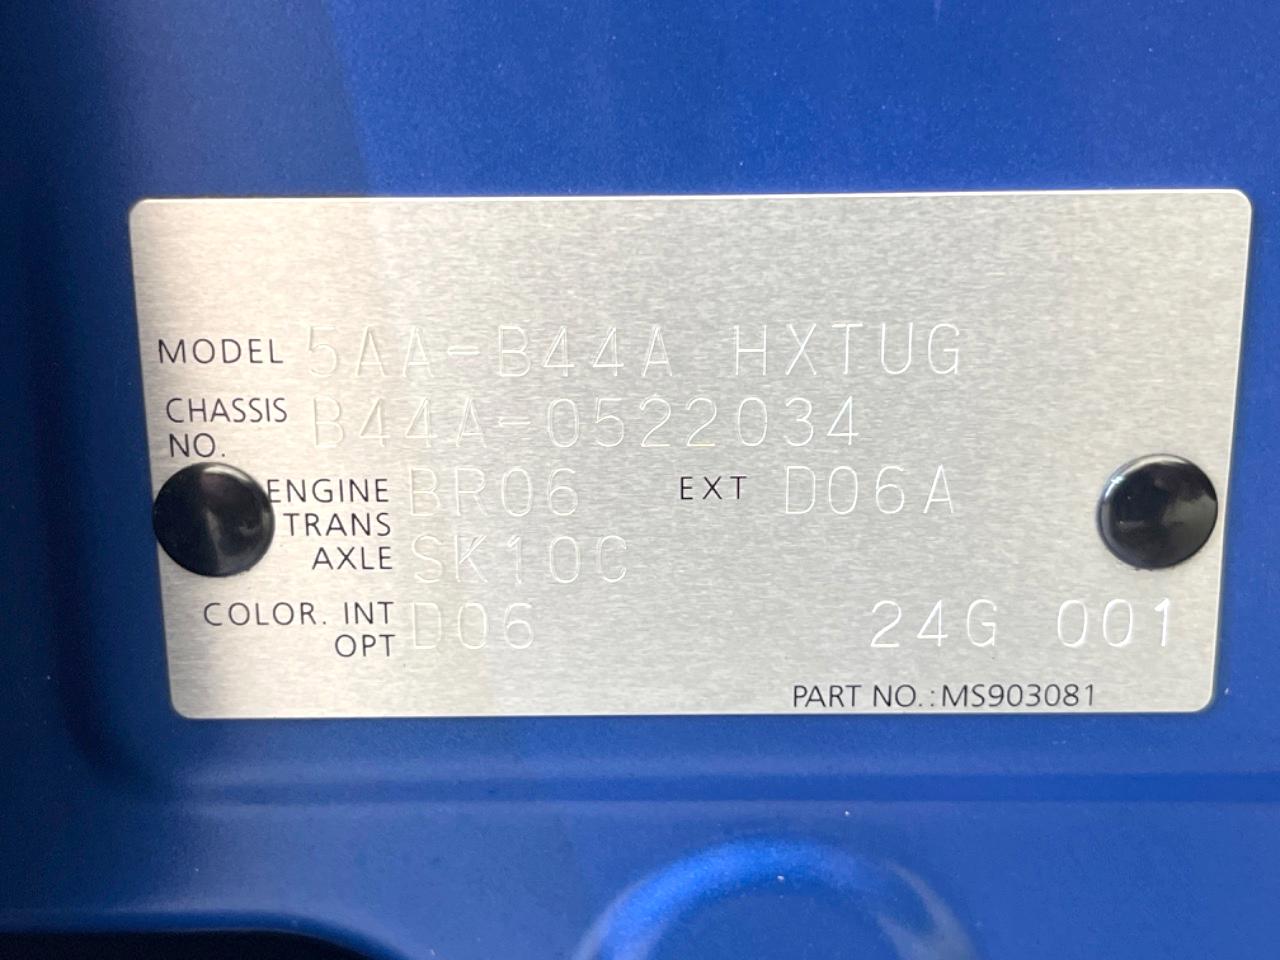 MODEL 5AA-B44A HXTUG
CHASSIS NO. B44A-0522034
ENGINE BR06 EXT D06A
TRANS AXLE SK10C
COLOR. INT D06
OPT 24G 001
PART NO.:MS903081